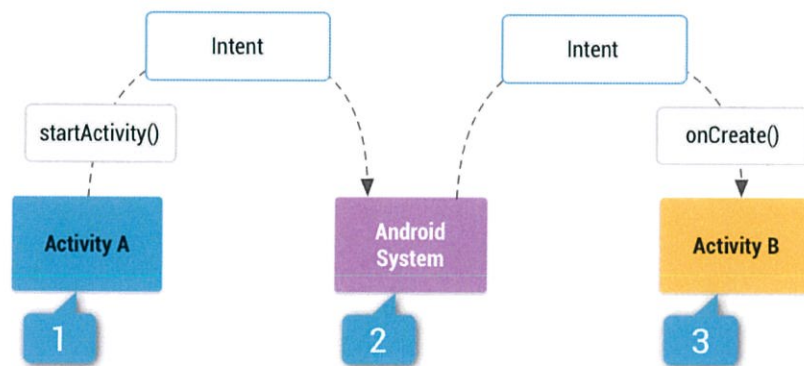 Intent
Intent
startActivity()
onCreate()
Activity A
Android
System
Activity B
1
2
3